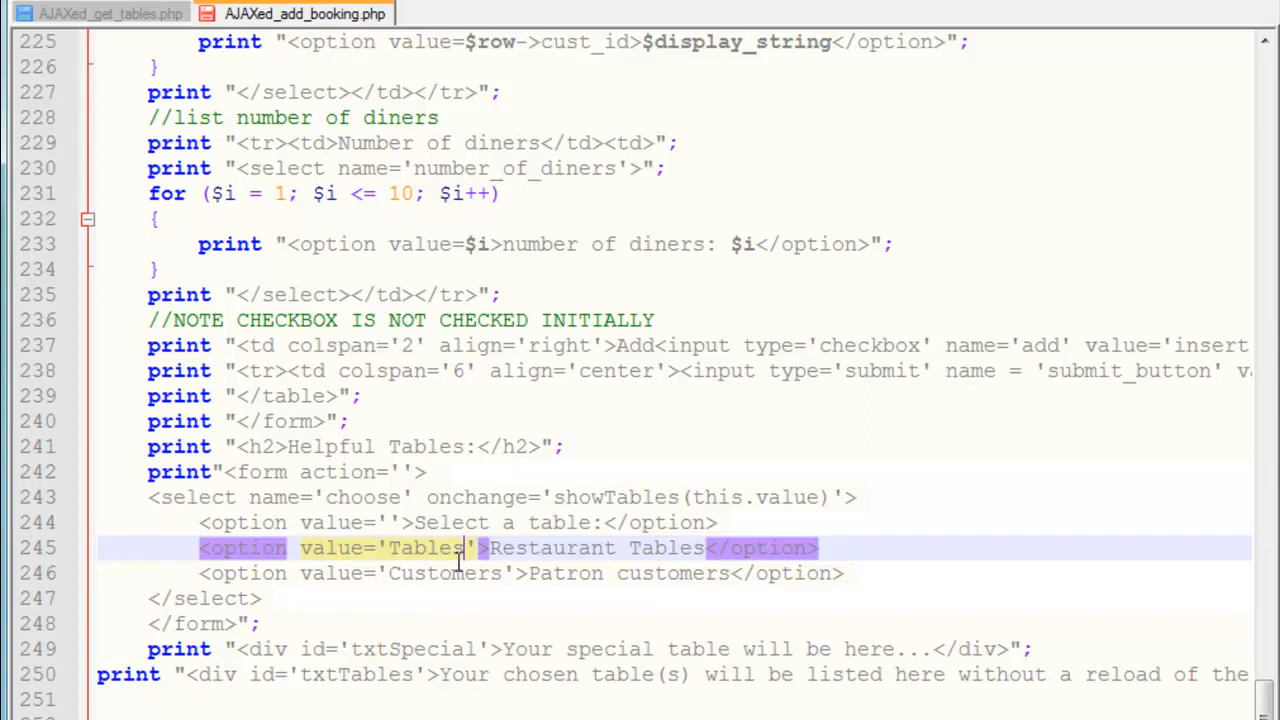 AJAXed_get_tables.php AJAXed_add_booking.php
225 print "<option value=$row->cust_id>$display_string</option>";
226 }
227 print "</select></td></tr>";
228 //list number of diners
229 print "<tr><td>Number of diners</td><td>";
230 print "<select name='number_of_diners'>";
231 for ($i = 1; $i <= 10; $i++)
232 {
233 print "<option value=$i>number of diners: $i</option>";
234 }
235 print "</select></td></tr>";
236 //NOTE CHECKBOX IS NOT CHECKED INITIALLY
237 print "<td colspan='2' align='right'>Add<input type='checkbox' name='add' value='insert
238 print "<tr><td colspan='6' align='center'><input type='submit' name = 'submit_button' va
239 print "</table>";
240 print "</form>";
241 print "<h2>Helpful Tables:</h2>";
242 print"<form action=''>
243 <select name='choose' onchange='showTables(this.value)'>
244 <option value=''>Select a table:</option>
245 <option value='Tables'>Restaurant Tables</option>
246 <option value='Customers'>Patron customers</option>
247 </select>
248 </form>";
249 print "<div id='txtSpecial'>Your special table will be here...</div>";
250 print "<div id='txtTables'>Your chosen table(s) will be listed here without a reload of the
251